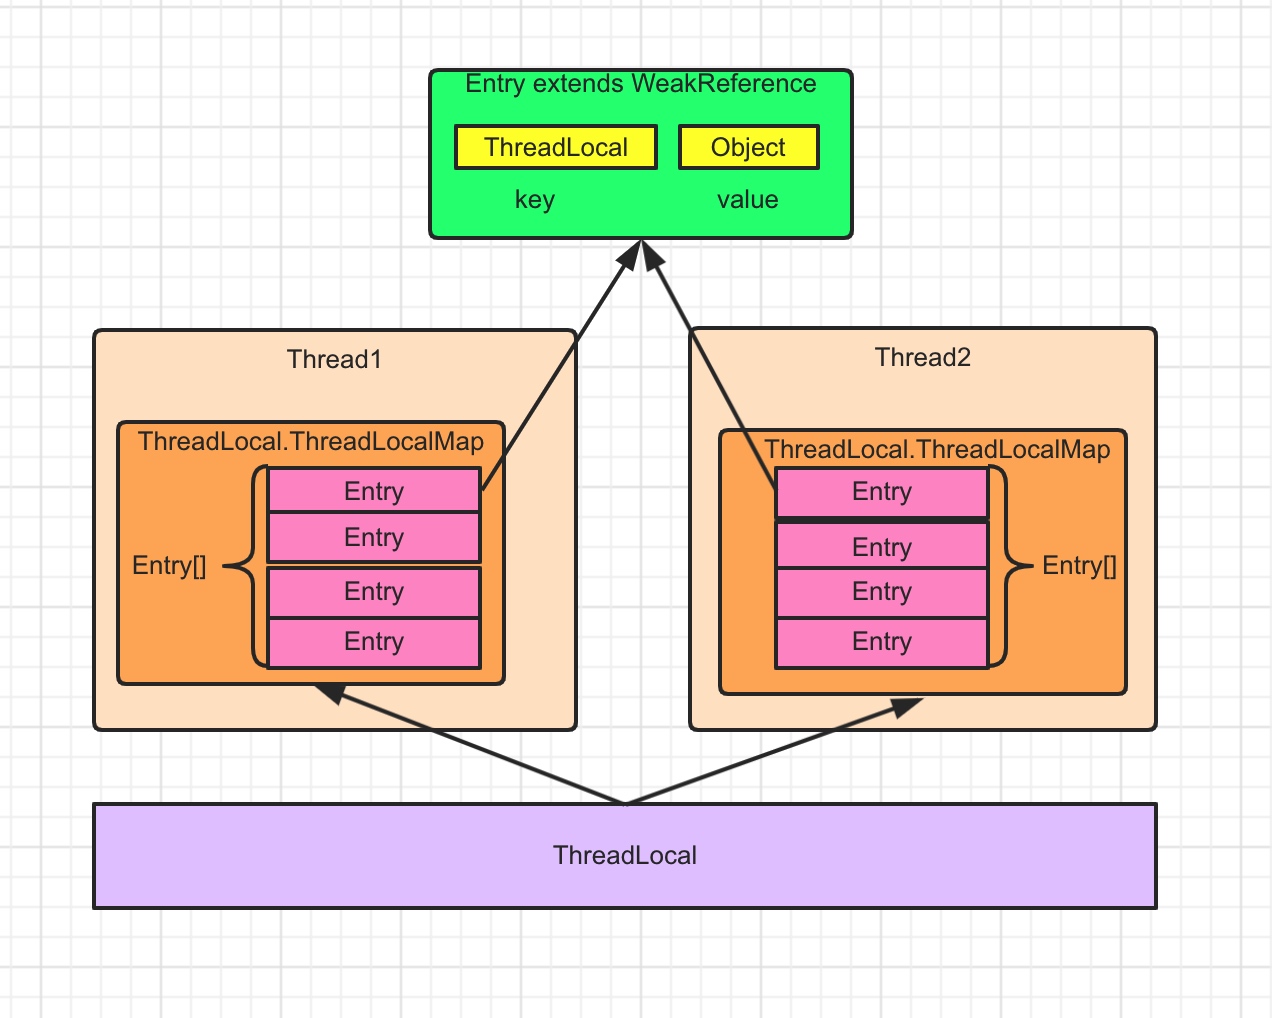 Entry extends WeakReference
ThreadLocal
Object
key
value
Thread1
ThreadLocal.ThreadLocalMap
Entry
Entry
Entry[]
Entry
Entry
Thread2
ThreadLocal.ThreadLocalMap
Entry
Entry
Entry[]
Entry
Entry
ThreadLocal